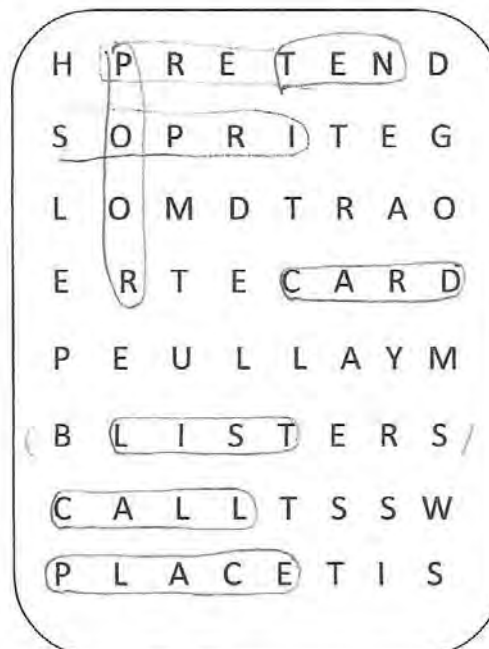 H P R E T E N D
S O P R I T E G
L O M D T R A O
E R T E C A R D
P E U L L A Y M
B L I S T E R S
C A L L T S S W
P L A C E T I S